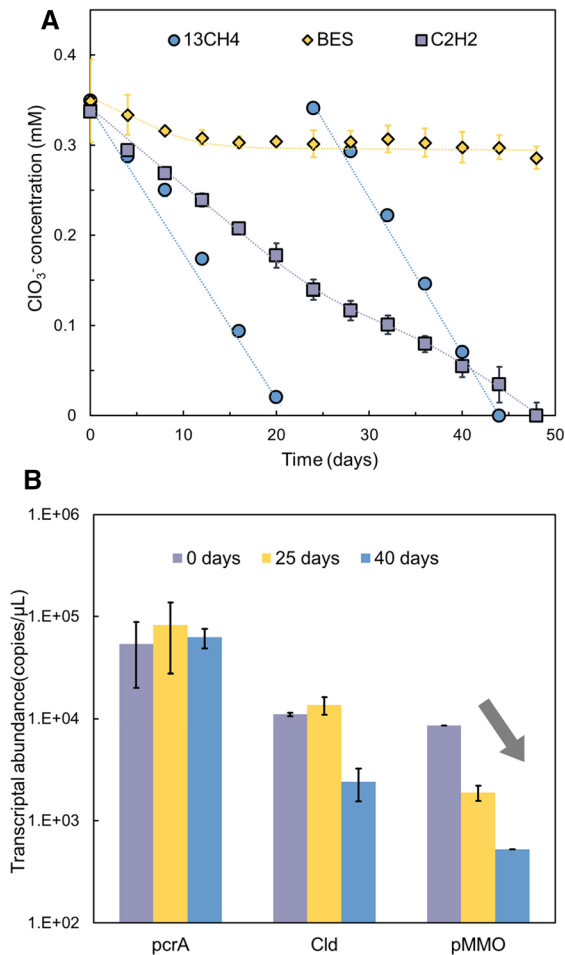 A
13CH4 BES C2H2
ClO₃⁻ concentration (mM)
0.4
0.3
0.2
0.1
0
0 10 20 30 40 50
Time (days)
B
Transcriptal abundance(copies/μL)
1.E+06
1.E+05
1.E+04
1.E+03
1.E+02
0 days 25 days 40 days
pcrA Cld pMMO